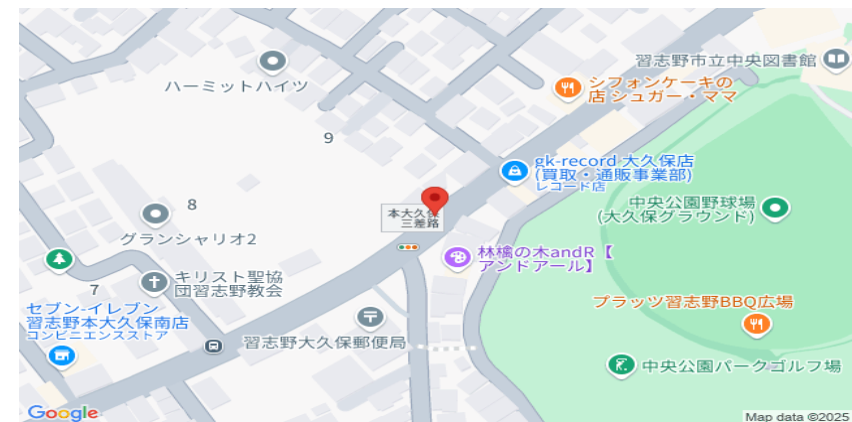 習志野市立中央図書館
シフォンケーキの
店 シュガー・ママ
ハーミットハイツ
9
gk-record 大久保店
(買取・通販事業部)
レコード店
8
本大久保
三差路
中央公園野球場
(大久保グラウンド)
グランシャリオ2
林檎の木andR【
アンドアール】
キリスト聖協
団習志野教会
7
セブン-イレブン
習志野本大久保南店
コンビニエンスストア
プラッツ習志野BBQ広場
習志野大久保郵便局
中央公園パークゴルフ場
Google
Map data ©2025